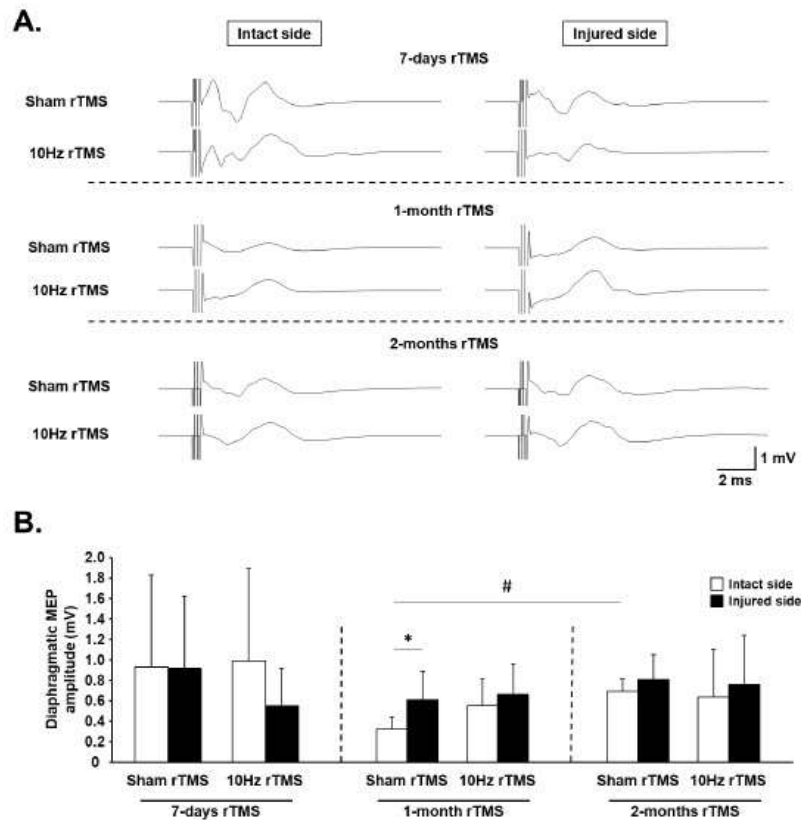 A.
Intact side Injured side
7-days rTMS
Sham rTMS
10Hz rTMS
1-month rTMS
Sham rTMS
10Hz rTMS
2-months rTMS
Sham rTMS
10Hz rTMS
1 mV
2 ms
B.
Diaphragmatic MEP
amplitude (mV)
2.0
1.8
1.6
1.4
1.2
1.0
0.8
0.6
0.4
0.2
0
#
*
Intact side
Injured side
Sham rTMS 10Hz rTMS Sham rTMS 10Hz rTMS Sham rTMS 10Hz rTMS
7-days rTMS 1-month rTMS 2-months rTMS